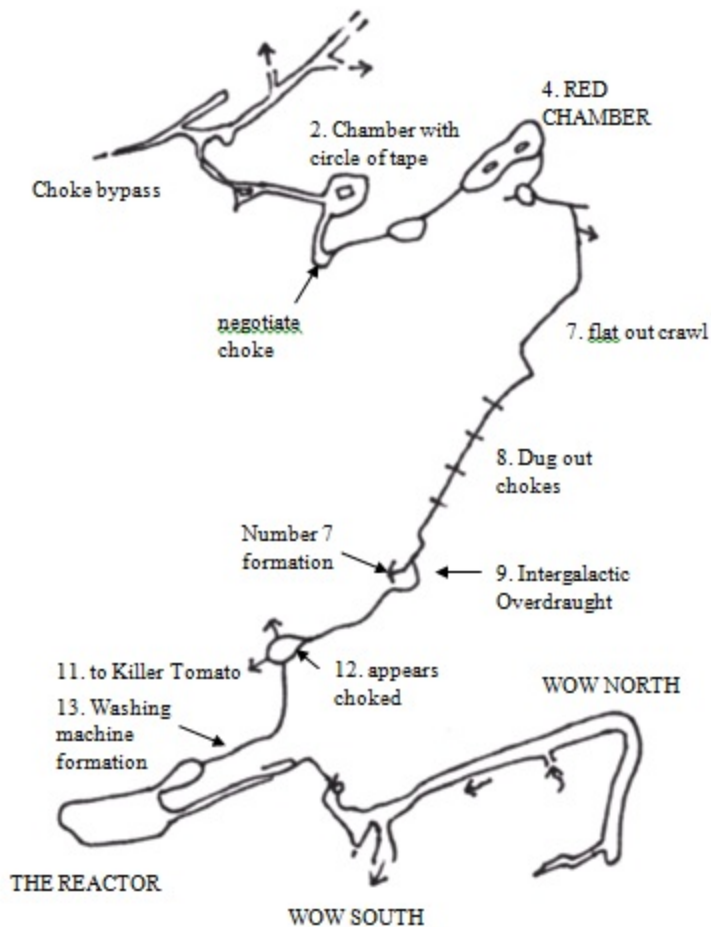 4. RED
CHAMBER
2. Chamber with
circle of tape
Choke bypass
negotiate
choke
7. flat out crawl
8. Dug out
chokes
Number 7
formation
9. Intergalactic
Overdraught
11. to Killer Tomato
12. appears
choked
13. Washing
machine
formation
WOW NORTH
THE REACTOR
WOW SOUTH